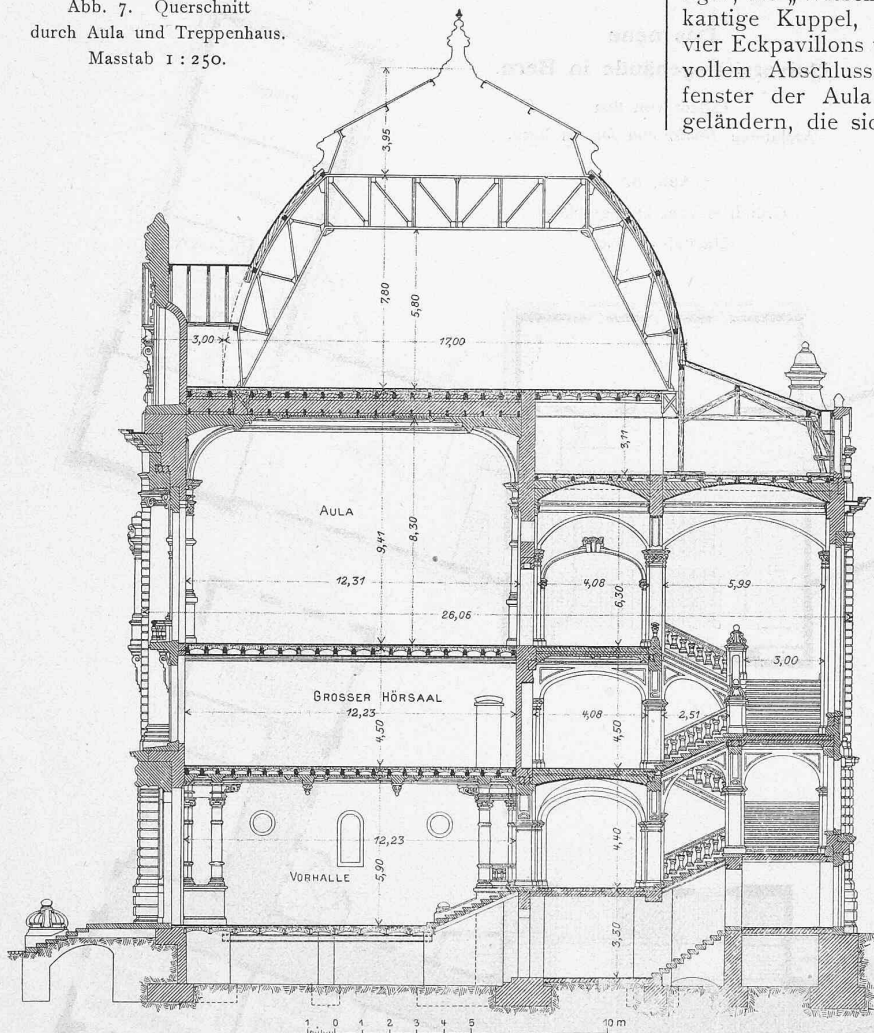 Abb. 7. Querschnitt
durch Aula und Treppenhaus.
Masstab 1 : 250.
kantige Kuppel,
vier Eckpavillons
vollem Abschluss
fenster der Aula
geländern, die sic
3,95
7,80
5,80
3,00
17,00
3,11
AULA
9,41
8,30
12,31
4,08
6,30
5,99
26,06
3,00
GROSSER HÖRSAAL
12,23
4,50
4,08
4,50
2,51
12,23
4,40
VORHALLE
5,90
3,50
1 0 1 2 3 4 5 10 m